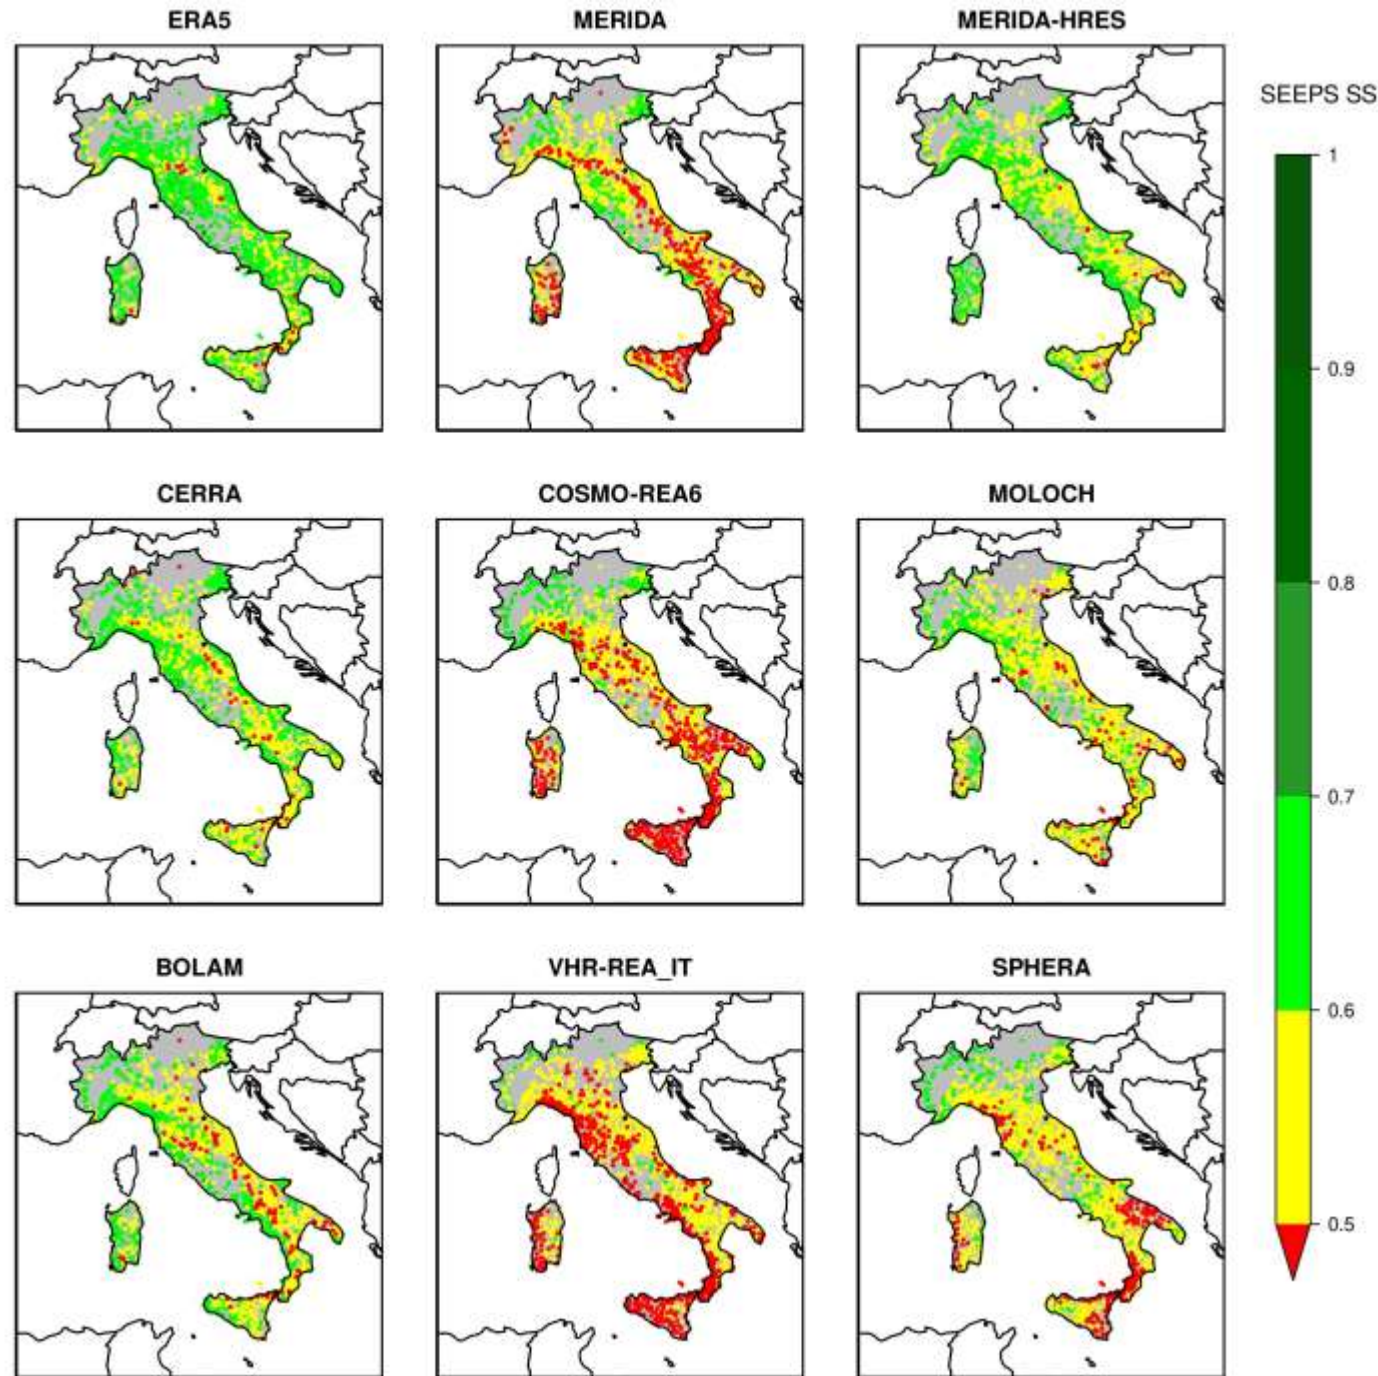 ERA5
MERIDA
MERIDA-HRES
SEEPS SS
1
0.9
0.8
0.7
0.6
0.5
CERRA
COSMO-REA6
MOLOCH
BOLAM
VHR-REA_IT
SPHERA